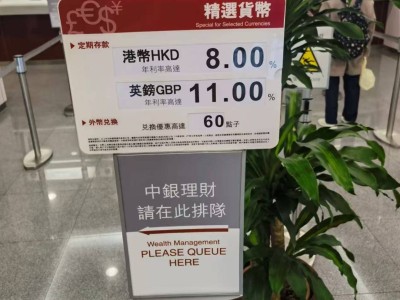 £€$¥
精選貨幣
Special for Selected Currencies
定期存款
港幣HKD 8.00 %
年利率高達
英鎊GBP 11.00 %
年利率高達
外幣兌換 兌換優惠高達 60 點子
中銀理財
請在此排隊
Wealth Management
PLEASE QUEUE
HERE